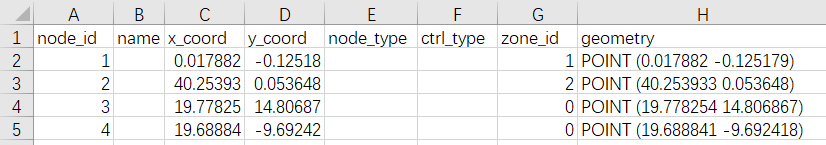 A B C D E F G H
1 node_id name x_coord y_coord node_type ctrl_type zone_id geometry
2 1 0.017882 -0.12518 1 POINT (0.017882 -0.125179)
3 2 40.25393 0.053648 2 POINT (40.253933 0.053648)
4 3 19.77825 14.80687 0 POINT (19.778254 14.806867)
5 4 19.68884 -9.69242 0 POINT (19.688841 -9.692418)